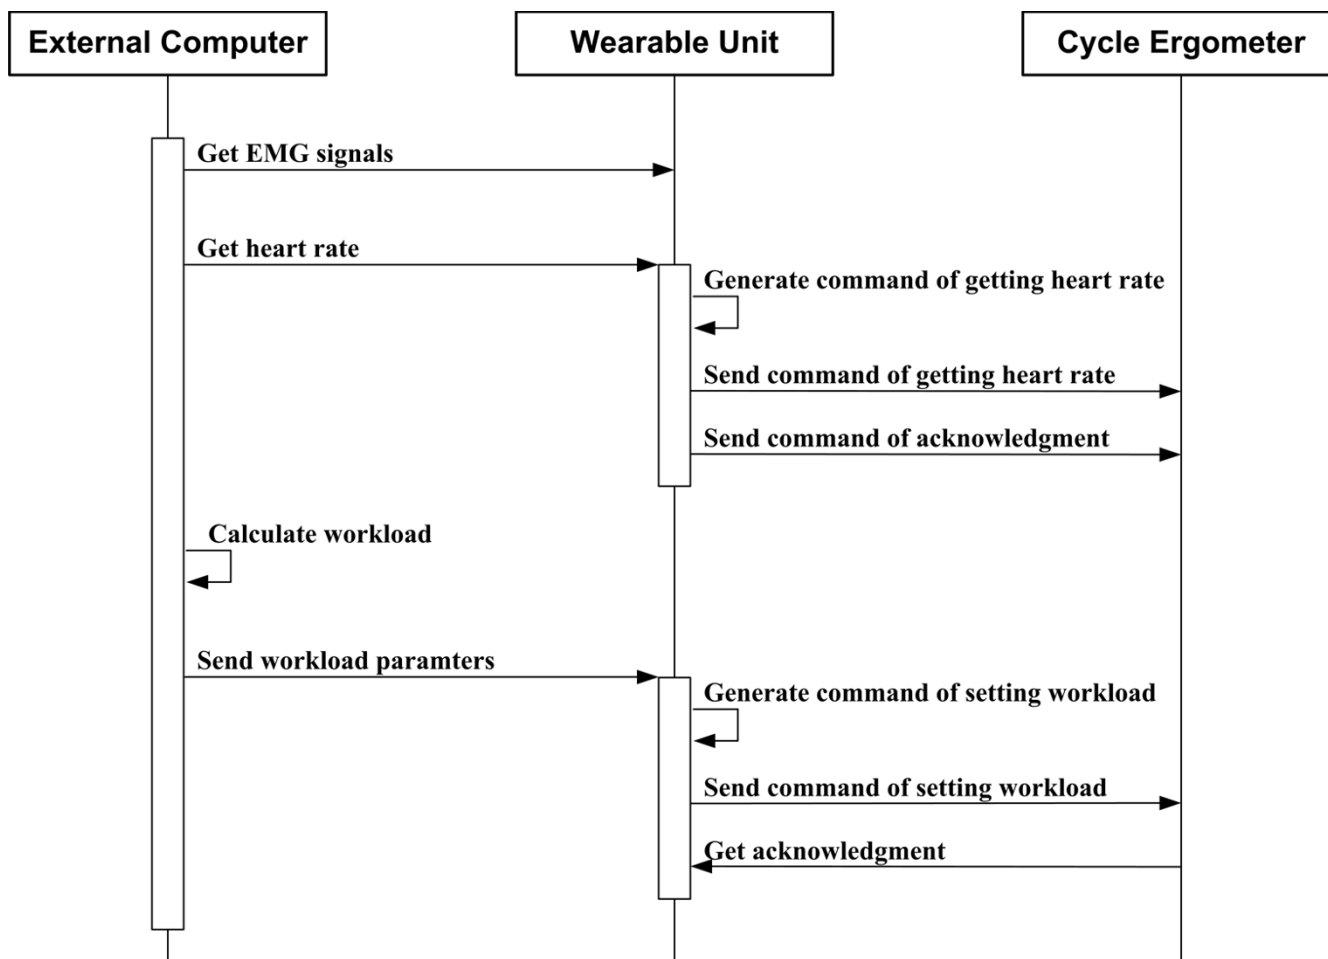 External Computer
Wearable Unit
Cycle Ergometer
Get EMG signals
Get heart rate
Generate command of getting heart rate
Send command of getting heart rate
Send command of acknowledgment
Calculate workload
Send workload paramters
Generate command of setting workload
Send command of setting workload
Get acknowledgment